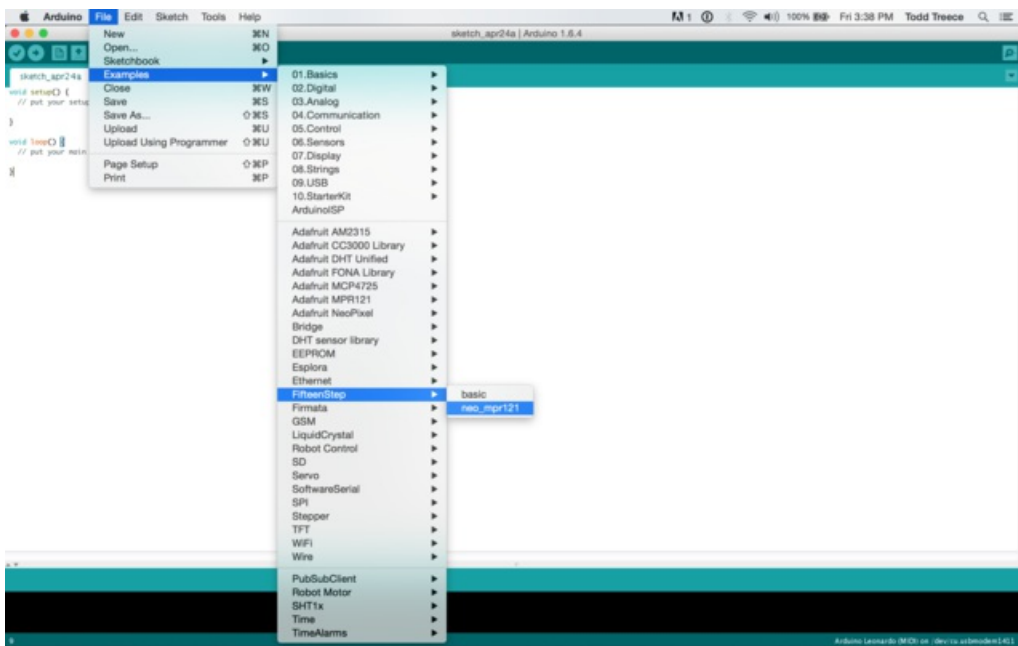 Arduino File Edit Sketch Tools Help 1 100% Fri 3:38 PM Todd Treece
sketch_apr24a | Arduino 1.6.4
New ⌘N
Open... ⌘O
Sketchbook
Examples
Close ⌘W
Save ⌘S
Save As... ⇧⌘S
Upload ⌘U
Upload Using Programmer ⇧⌘U
Page Setup ⇧⌘P
Print ⌘P
sketch_apr24a
void setup() {
// put your setup
}
void loop() {
// put your main
}
01.Basics
02.Digital
03.Analog
04.Communication
05.Control
06.Sensors
07.Display
08.Strings
09.USB
10.StarterKit
ArduinoISP
Adafruit AM2315
Adafruit CC3000 Library
Adafruit DHT Unified
Adafruit FONA Library
Adafruit MCP4725
Adafruit MPR121
Adafruit NeoPixel
Bridge
DHT sensor library
EEPROM
Esplora
Ethernet
FifteenStep
Firmata
GSM
LiquidCrystal
Robot Control
SD
Servo
SoftwareSerial
SPI
Stepper
TFT
WiFi
Wire
PubSubClient
Robot Motor
SHT1x
Time
TimeAlarms
basic
neo_mpr121
9
Arduino Leonardo (MIDI) on /dev/cu.usbmodem1411